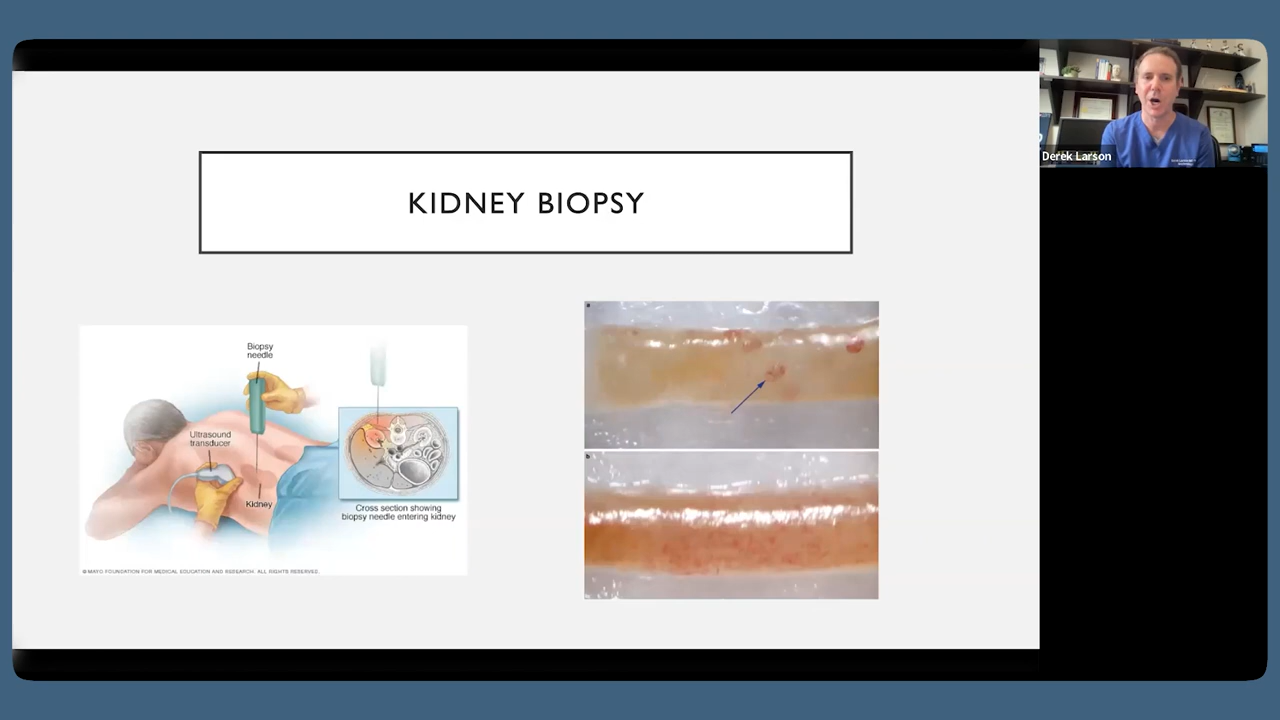 KIDNEY BIOPSY
Derek Larson
Biopsy
needle
Ultrasound
transducer
Kidney
Cross section showing
biopsy needle entering kidney
© MAYO FOUNDATION FOR MEDICAL EDUCATION AND RESEARCH. ALL RIGHTS RESERVED.
a
b